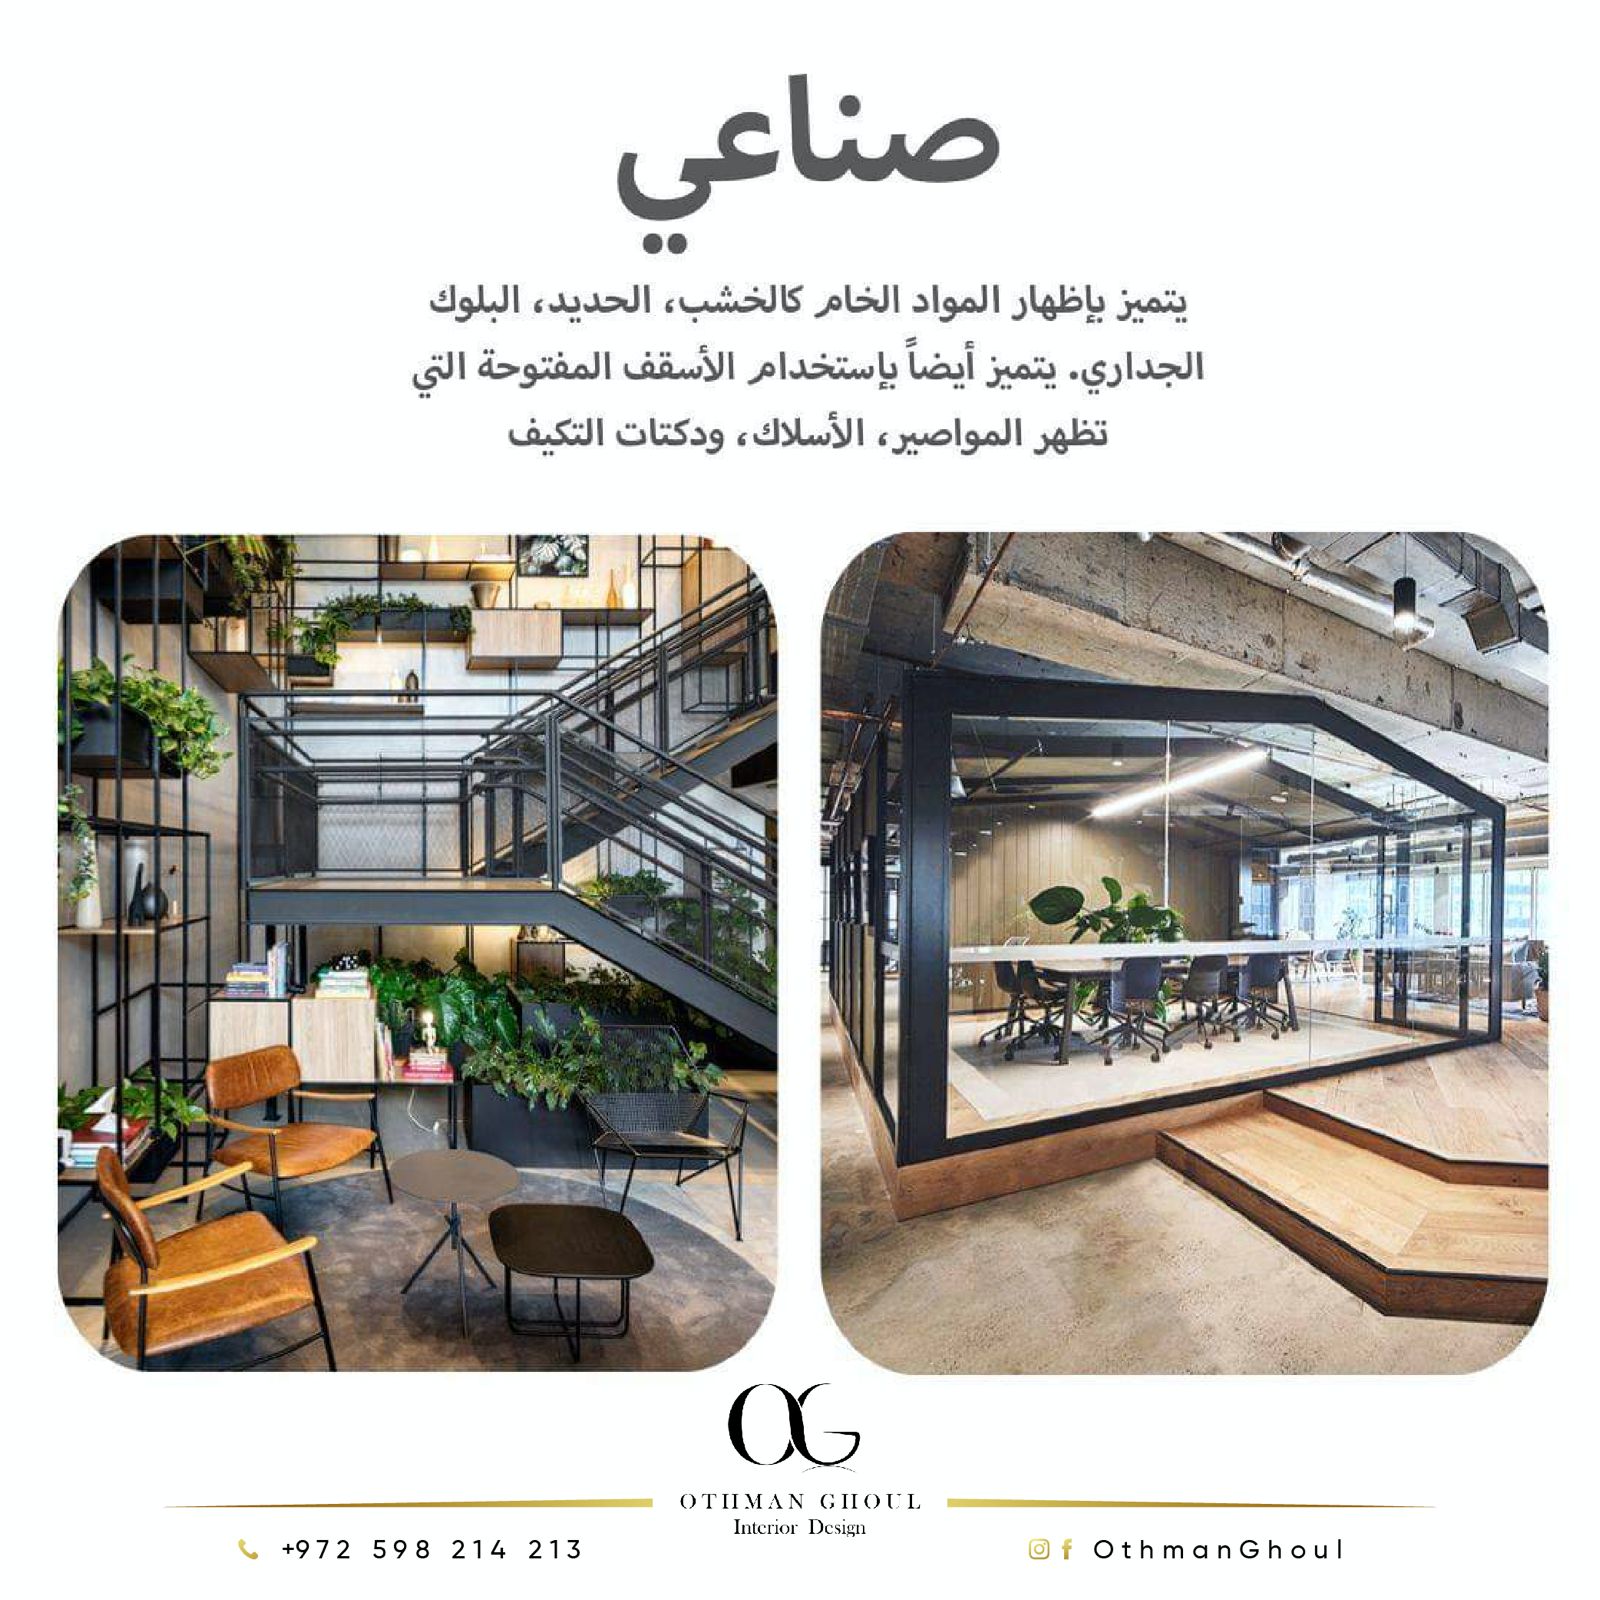 صناعي
يتميز بإظهار المواد الخام كالخشب، الحديد، البلوك
الجداري. يتميز أيضاً بإستخدام الأسقف المفتوحة التي
تظهر المواصير، الأسلاك، ودكتات التكيف
OG
OTHMAN GHOUL
Interior Design
+972 598 214 213
OthmanGhoul